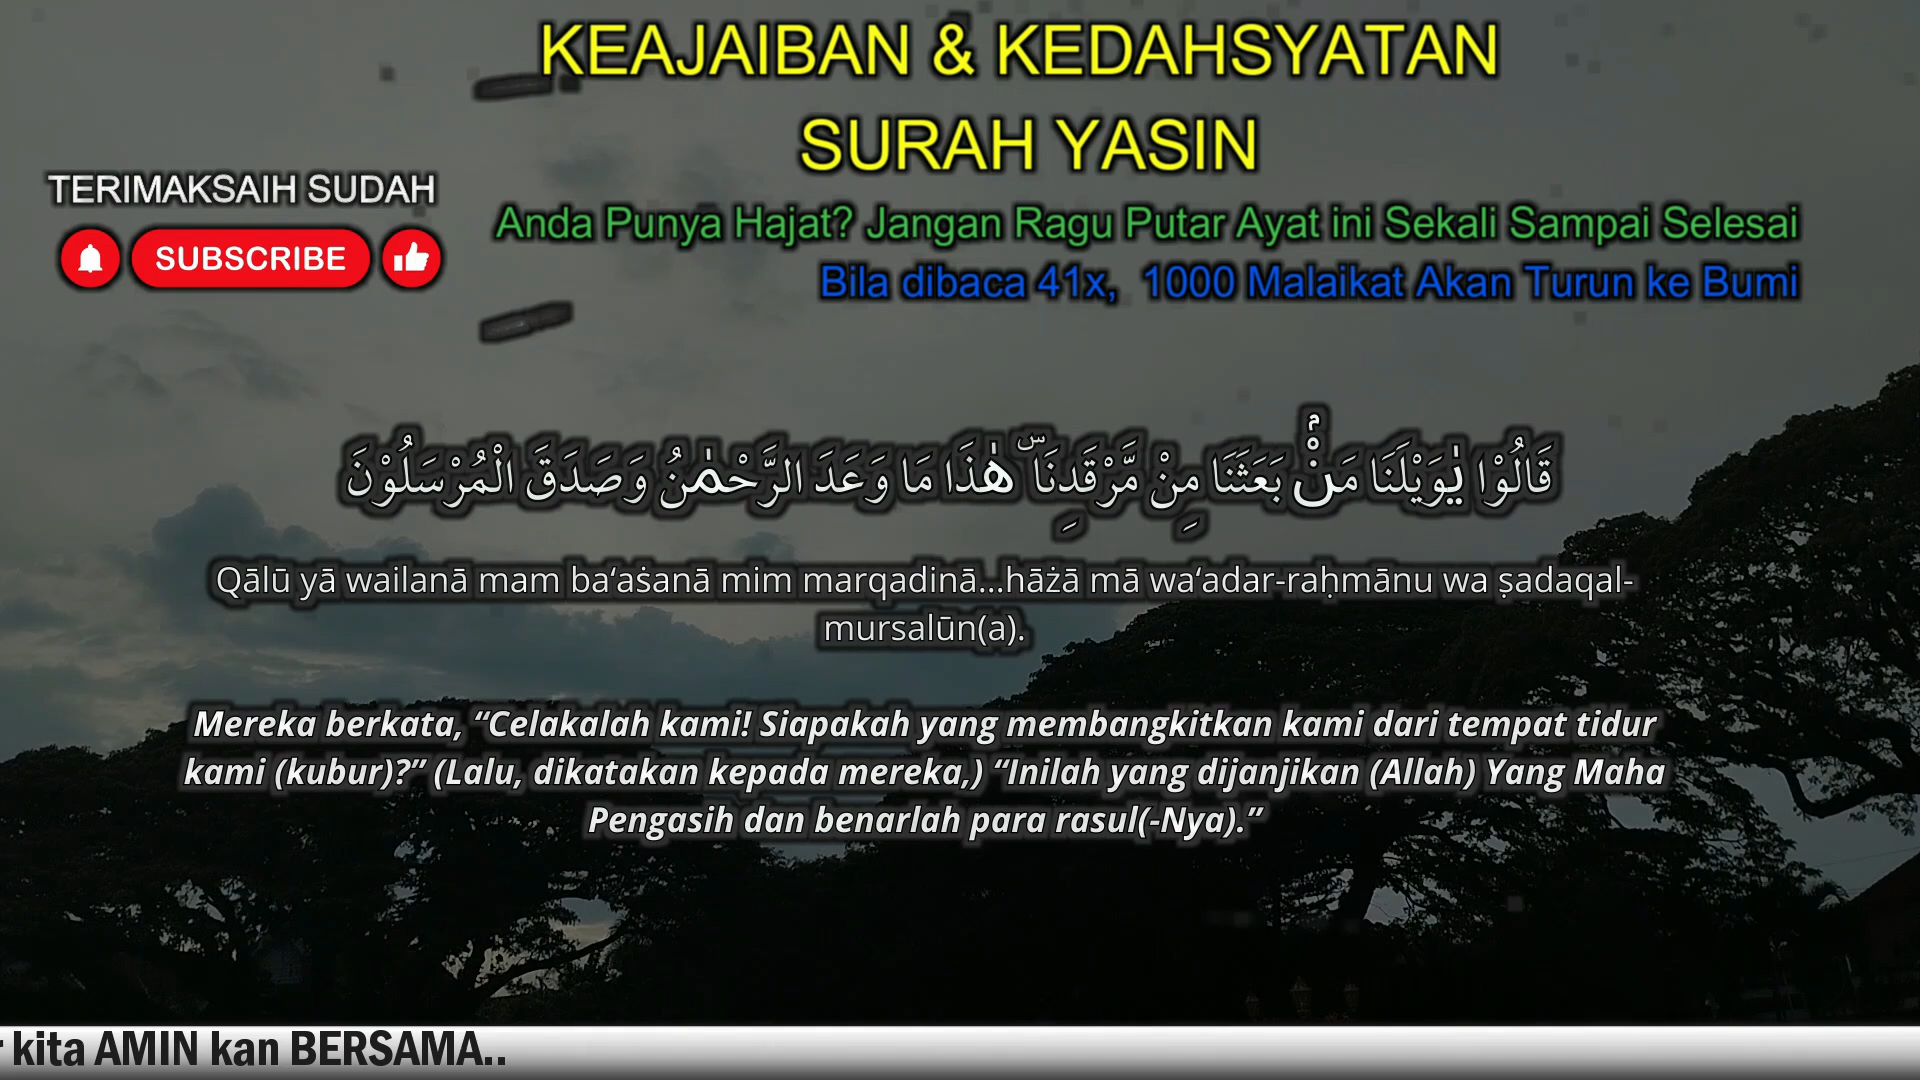 KEAJAIBAN & KEDAHSYATAN
SURAH YASIN
TERIMAKSAIH SUDAH
SUBSCRIBE
Anda Punya Hajat? Jangan Ragu Putar Ayat ini Sekali Sampai Selesai
Bila dibaca 41x, 1000 Malaikat Akan Turun ke Bumi
قَالُوْا يٰوَيْلَنَا مَنْۢ بَعَثَنَا مِنْ مَّرْقَدِنَا ۜهٰذَا مَا وَعَدَ الرَّحْمٰنُ وَصَدَقَ الْمُرْسَلُوْنَ
Qālū yā wailanā mam ba‘aṡanā mim marqadinā...hāżā mā wa‘adar-raḥmānu wa ṣadaqal-
mursalūn(a).
Mereka berkata, “Celakalah kami! Siapakah yang membangkitkan kami dari tempat tidur
kami (kubur)?” (Lalu, dikatakan kepada mereka,) “Inilah yang dijanjikan (Allah) Yang Maha
Pengasih dan benarlah para rasul(-Nya).”
kita AMIN kan BERSAMA..